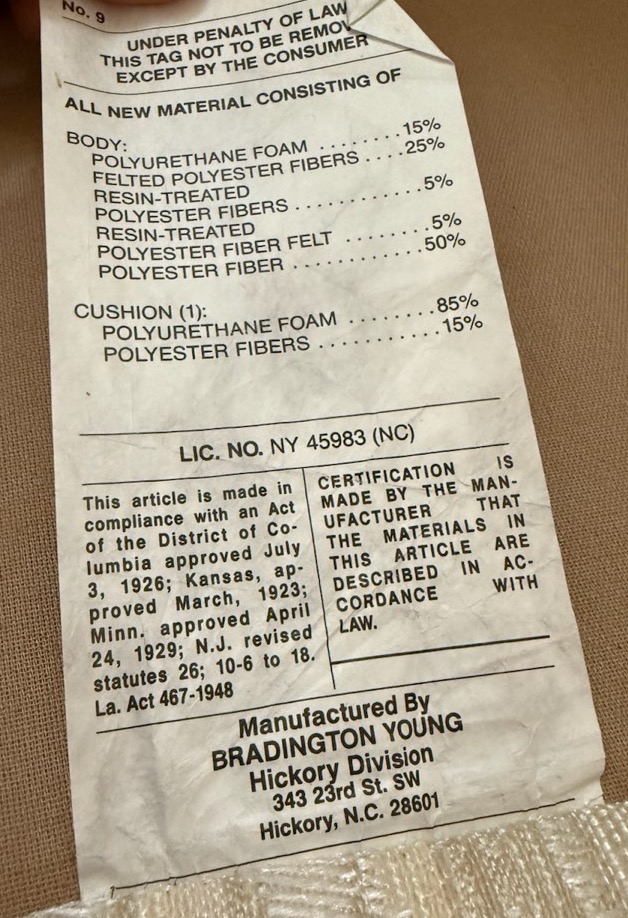 No. 9
UNDER PENALTY OF LAW
THIS TAG NOT TO BE REMOV
EXCEPT BY THE CONSUMER
ALL NEW MATERIAL CONSISTING OF
BODY:
POLYURETHANE FOAM ........15%
FELTED POLYESTER FIBERS ....25%
RESIN-TREATED
POLYESTER FIBERS ...........5%
RESIN-TREATED
POLYESTER FIBER FELT ........5%
POLYESTER FIBER ...........50%
CUSHION (1):
POLYURETHANE FOAM ........85%
POLYESTER FIBERS ...........15%
LIC. NO. NY 45983 (NC)
This article is made in
compliance with an Act
of the District of Co-
lumbia approved July
3, 1926; Kansas, ap-
proved March, 1923;
Minn. approved April
24, 1929; N.J. revised
statutes 26; 10-6 to 18.
La. Act 467-1948
CERTIFICATION IS
MADE BY THE MAN-
UFACTURER THAT
THE MATERIALS IN
THIS ARTICLE ARE
DESCRIBED IN AC-
CORDANCE WITH
LAW.
Manufactured By
BRADINGTON YOUNG
Hickory Division
343 23rd St. SW
Hickory, N.C. 28601